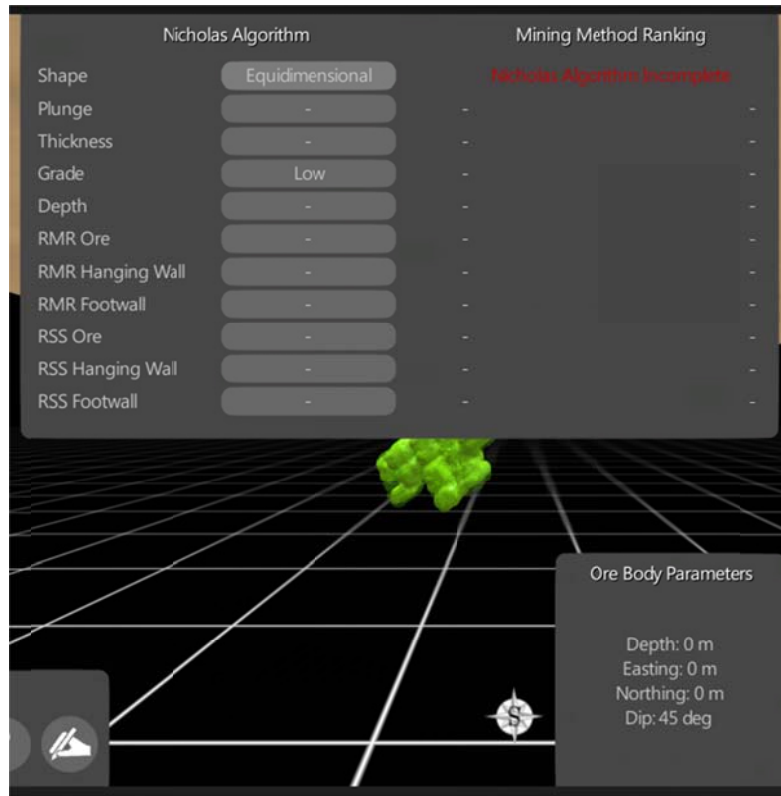 Nicholas Algorithm
Shape Equidimensional
Plunge -
Thickness -
Grade Low
Depth -
RMR Ore -
RMR Hanging Wall -
RMR Footwall -
RSS Ore -
RSS Hanging Wall -
RSS Footwall -
Mining Method Ranking
Nicholas Algorithm Incomplete
- -
- -
- -
- -
- -
- -
- -
- -
- -
- -
Ore Body Parameters
Depth: 0 m
Easting: 0 m
Northing: 0 m
Dip: 45 deg
S